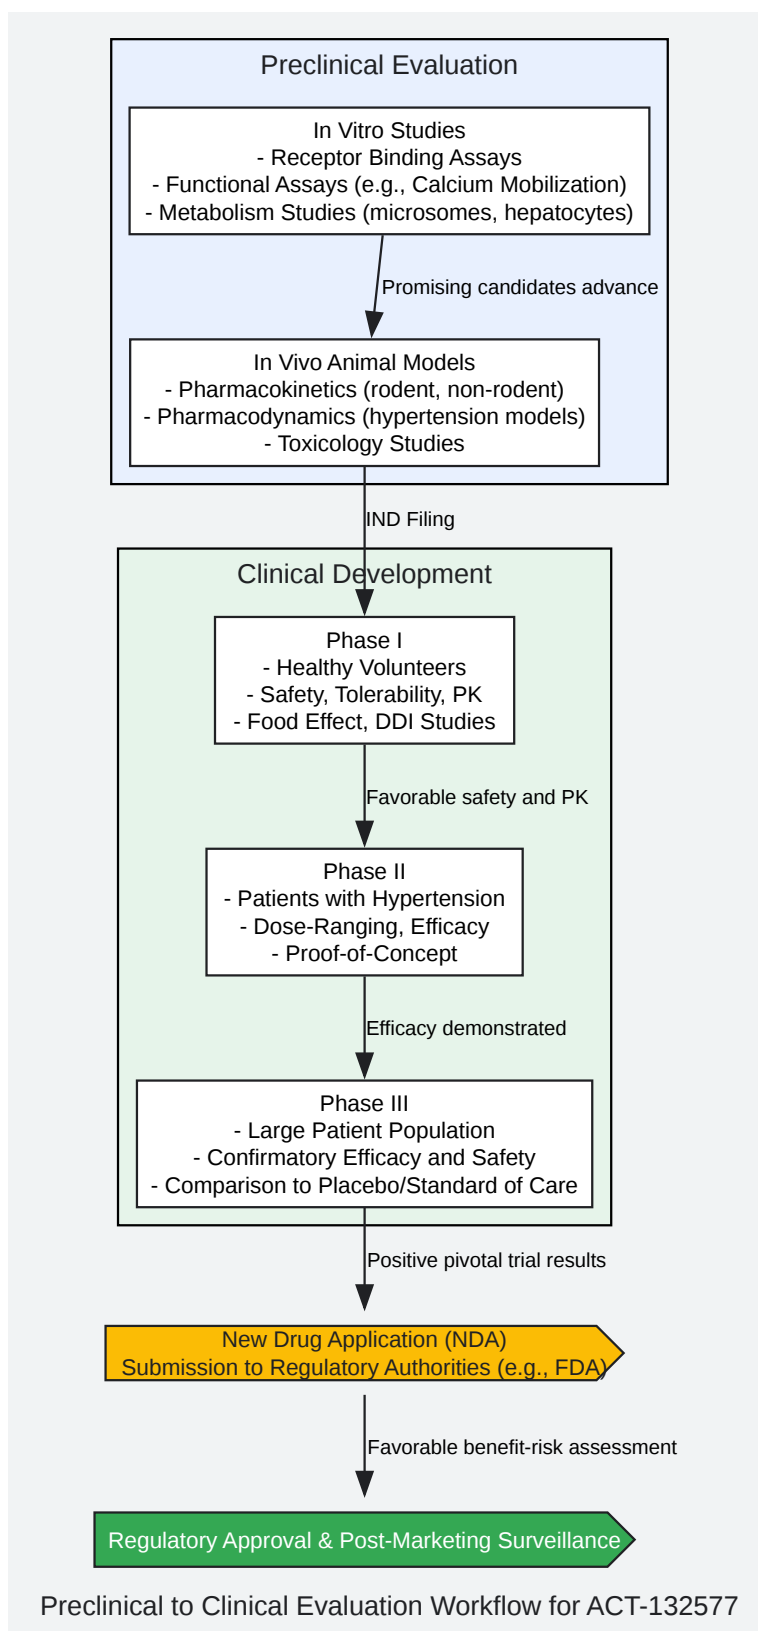 Preclinical Evaluation
In Vitro Studies
- Receptor Binding Assays
- Functional Assays (e.g., Calcium Mobilization)
- Metabolism Studies (microsomes, hepatocytes)
Promising candidates advance
In Vivo Animal Models
- Pharmacokinetics (rodent, non-rodent)
- Pharmacodynamics (hypertension models)
- Toxicology Studies
IND Filing
Clinical Development
Phase I
- Healthy Volunteers
- Safety, Tolerability, PK
- Food Effect, DDI Studies
Favorable safety and PK
Phase II
- Patients with Hypertension
- Dose-Ranging, Efficacy
- Proof-of-Concept
Efficacy demonstrated
Phase III
- Large Patient Population
- Confirmatory Efficacy and Safety
- Comparison to Placebo/Standard of Care
Positive pivotal trial results
New Drug Application (NDA)
Submission to Regulatory Authorities (e.g., FDA)
Favorable benefit-risk assessment
Regulatory Approval & Post-Marketing Surveillance
Preclinical to Clinical Evaluation Workflow for ACT-132577